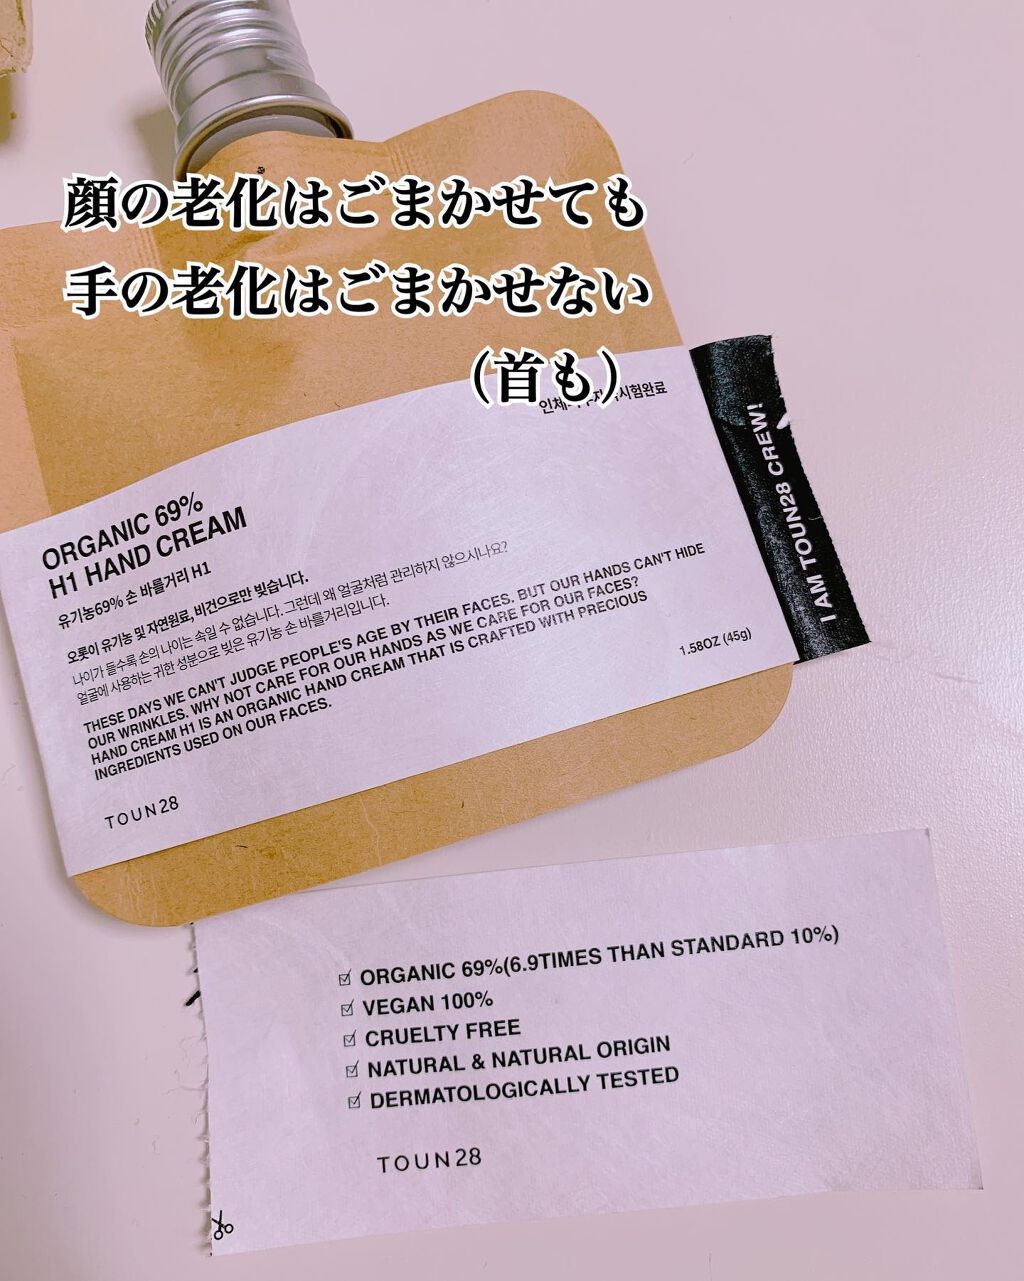 顔の老化はごまかせても
手の老化はごまかせない
（首も）
시험완료
ORGANIC 69%
H1 HAND CREAM
유기농69% 손 바를거리 H1
오롯이 유기농 및 자연원료, 비건으로만 빚습니다.
나이가 들수록 손의 나이는 속일 수 없습니다. 그런데 왜 얼굴처럼 관리하지 않으시나요?
얼굴에 사용하는 귀한 성분으로 빚은 유기농 손 바를거리입니다.
THESE DAYS WE CAN'T JUDGE PEOPLE'S AGE BY THEIR FACES. BUT OUR HANDS CAN'T HIDE
OUR WRINKLES. WHY NOT CARE FOR OUR HANDS AS WE CARE FOR OUR FACES?
HAND CREAM H1 IS AN ORGANIC HAND CREAM THAT IS CRAFTED WITH PRECIOUS
INGREDIENTS USED ON OUR FACES.
1.58OZ (45g)
TOUN28
I AM TOUN28 CREW!
☑ ORGANIC 69%(6.9TIMES THAN STANDARD 10%)
☑ VEGAN 100%
☑ CRUELTY FREE
☑ NATURAL & NATURAL ORIGIN
☑ DERMATOLOGICALLY TESTED
TOUN28